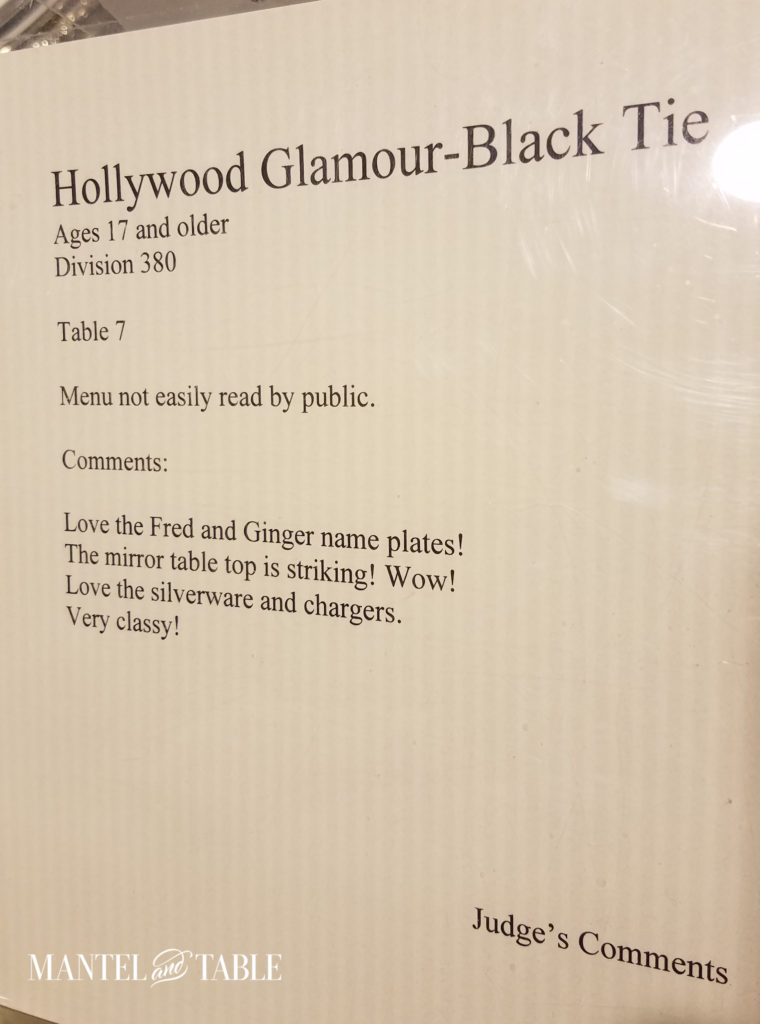 Hollywood Glamour-Black Tie
Ages 17 and older
Division 380
Table 7
Menu not easily read by public.
Comments:
Love the Fred and Ginger name plates!
The mirror table top is striking! Wow!
Love the silverware and chargers.
Very classy!
Judge's Comments
MANTEL and TABLE